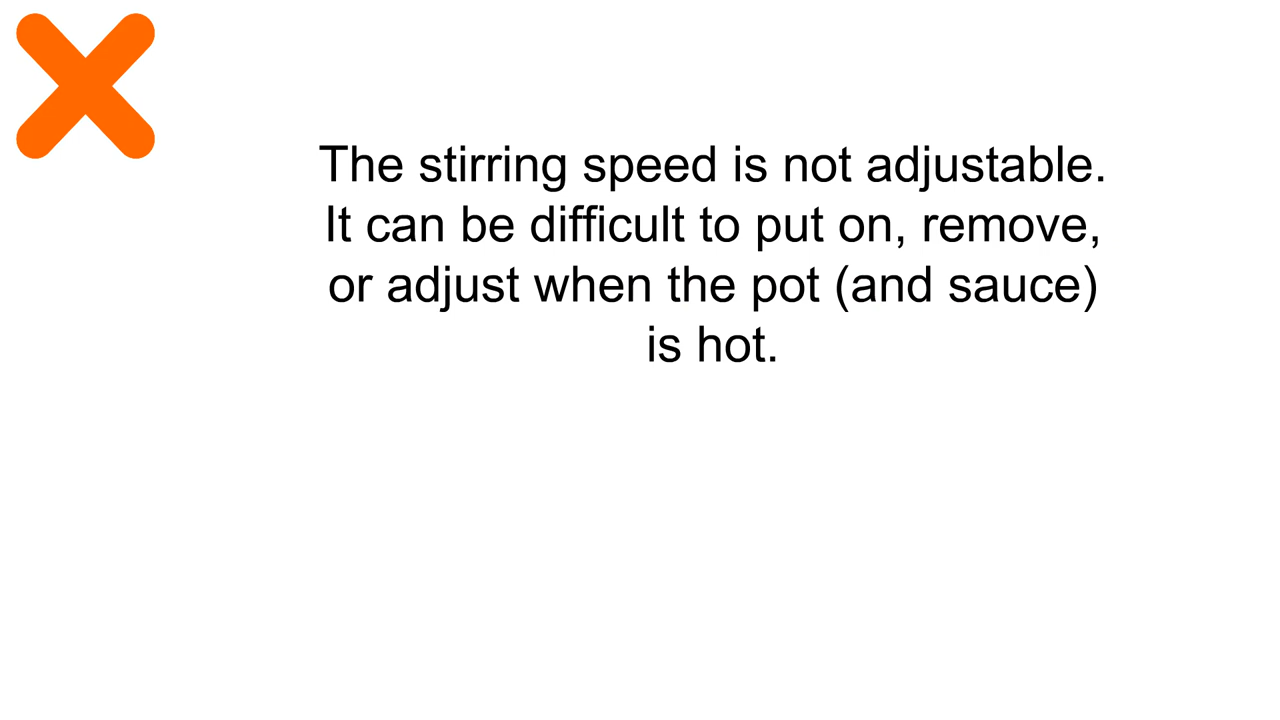 The stirring speed is not adjustable.
It can be difficult to put on, remove,
or adjust when the pot (and sauce)
is hot.